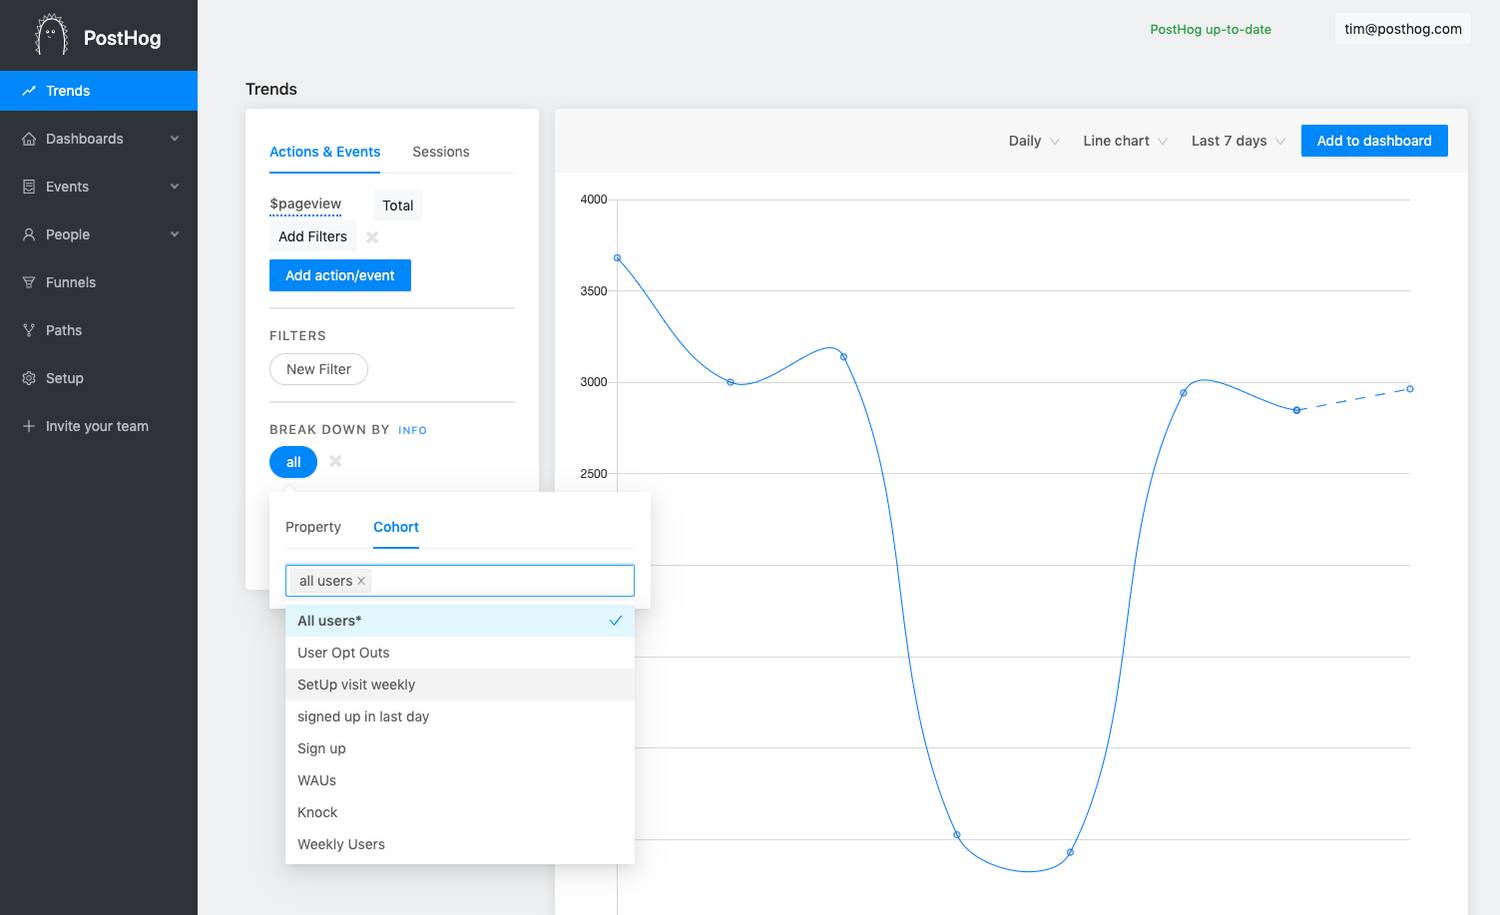 PostHog
Trends
Dashboards
Events
People
Funnels
Paths
Setup
Invite your team
PostHog up-to-date
tim@posthog.com
Trends
Actions & Events
Sessions
$pageview
Total
Add Filters
Add action/event
FILTERS
New Filter
BREAK DOWN BY INFO
all
Property
Cohort
all users
All users*
User Opt Outs
SetUp visit weekly
signed up in last day
Sign up
WAUs
Knock
Weekly Users
Daily
Line chart
Last 7 days
Add to dashboard
4000
3500
3000
2500